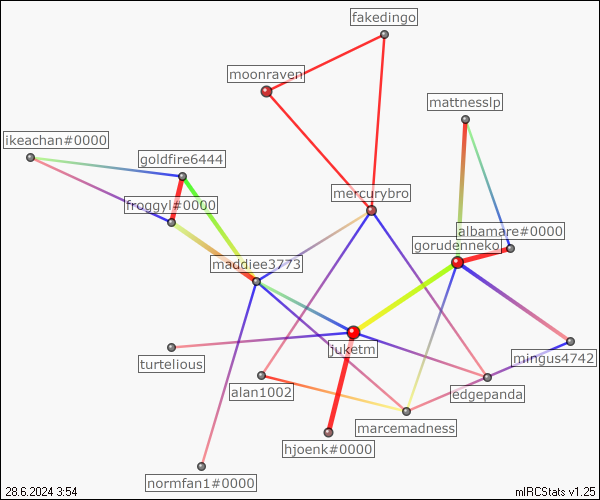 fakedingo
moonraven
mattnesslp
ikeachan#0000
goldfire6444
mercurybro
froggyl#0000
albamare#0000
gorudenneko
maddiee3773
juketm
turtelious
mingus4742
alan1002
edgepanda
marcemadness
hjoenk#0000
normfan1#0000
28.6.2024 3:54
mIRCStats v1.25